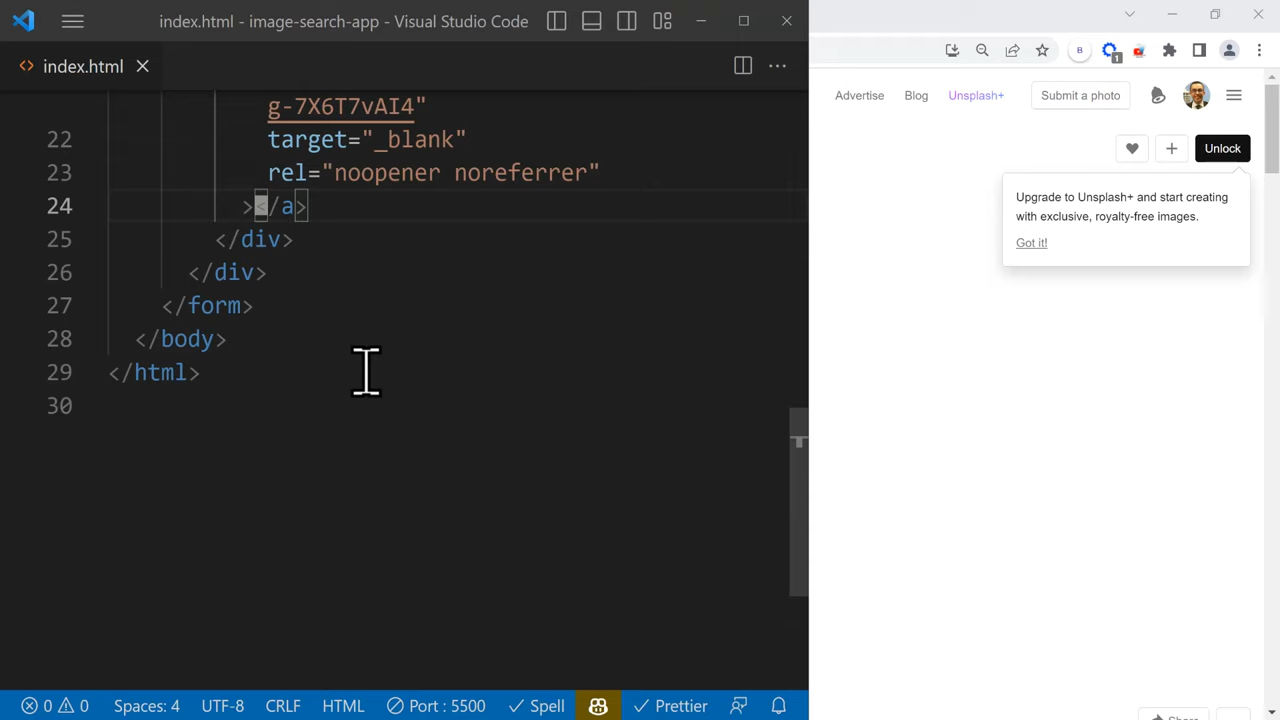 index.html - image-search-app - Visual Studio Code
index.html
g-7X6T7vAI4"
22 target="_blank"
23 rel="noopener noreferrer"
24 ></a>
25 </div>
26 </div>
27 </form>
28 </body>
29 </html>
30
0 0 Spaces: 4 UTF-8 CRLF HTML Port : 5500 Spell Prettier
B 1
Advertise Blog Unsplash+ Submit a photo
Unlock
Upgrade to Unsplash+ and start creating
with exclusive, royalty-free images.
Got it!
Share